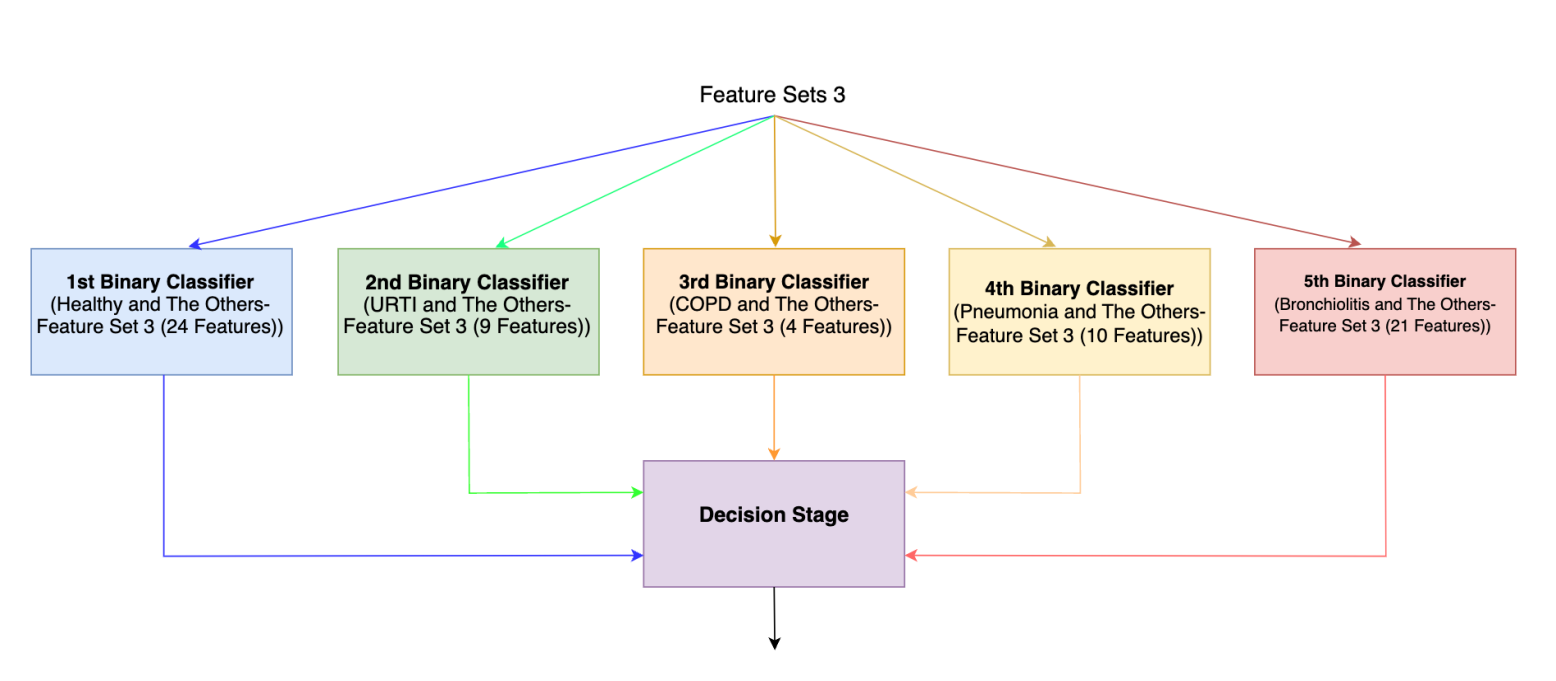 Feature Sets 3
1st Binary Classifier
(Healthy and The Others-
Feature Set 3 (24 Features))
2nd Binary Classifier
(URTI and The Others-
Feature Set 3 (9 Features))
3rd Binary Classifier
(COPD and The Others-
Feature Set 3 (4 Features))
4th Binary Classifier
(Pneumonia and The Others-
Feature Set 3 (10 Features))
5th Binary Classifier
(Bronchiolitis and The Others-
Feature Set 3 (21 Features))
Decision Stage